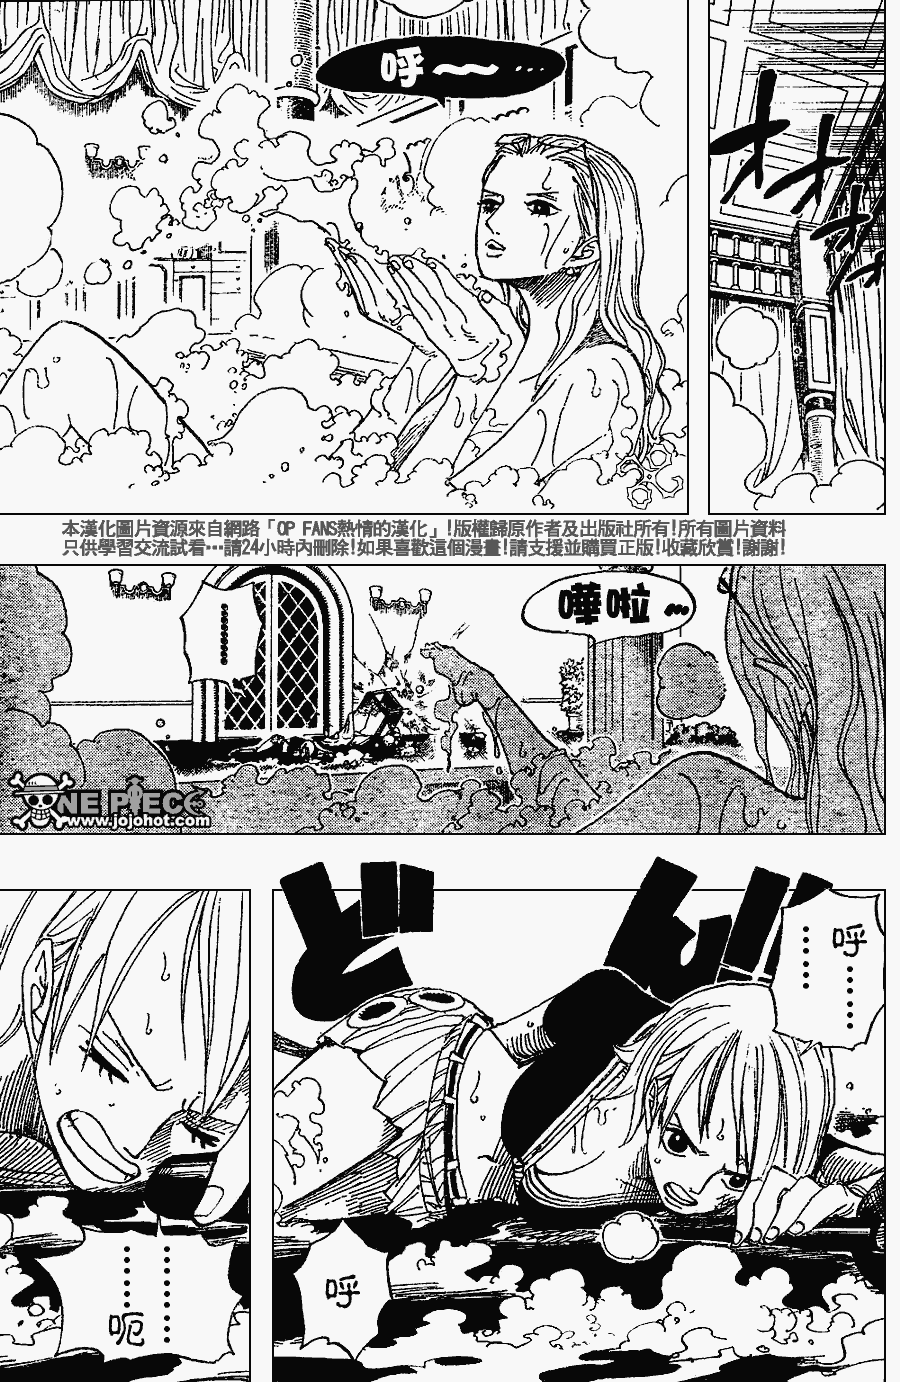 オオオオ
呼〜…
本漢化圖片資源來自網路「OP FANS熱情的漢化」!版權歸原作者及出版社所有!所有圖片資料
只供學習交流試看…請24小時內刪除!如果喜歡這個漫畫!請支援並購買正版!收藏欣賞!謝謝!
嘩啦…
………
ONE PIECE
www.jojohot.com
呼………
……
呼
………
………呃